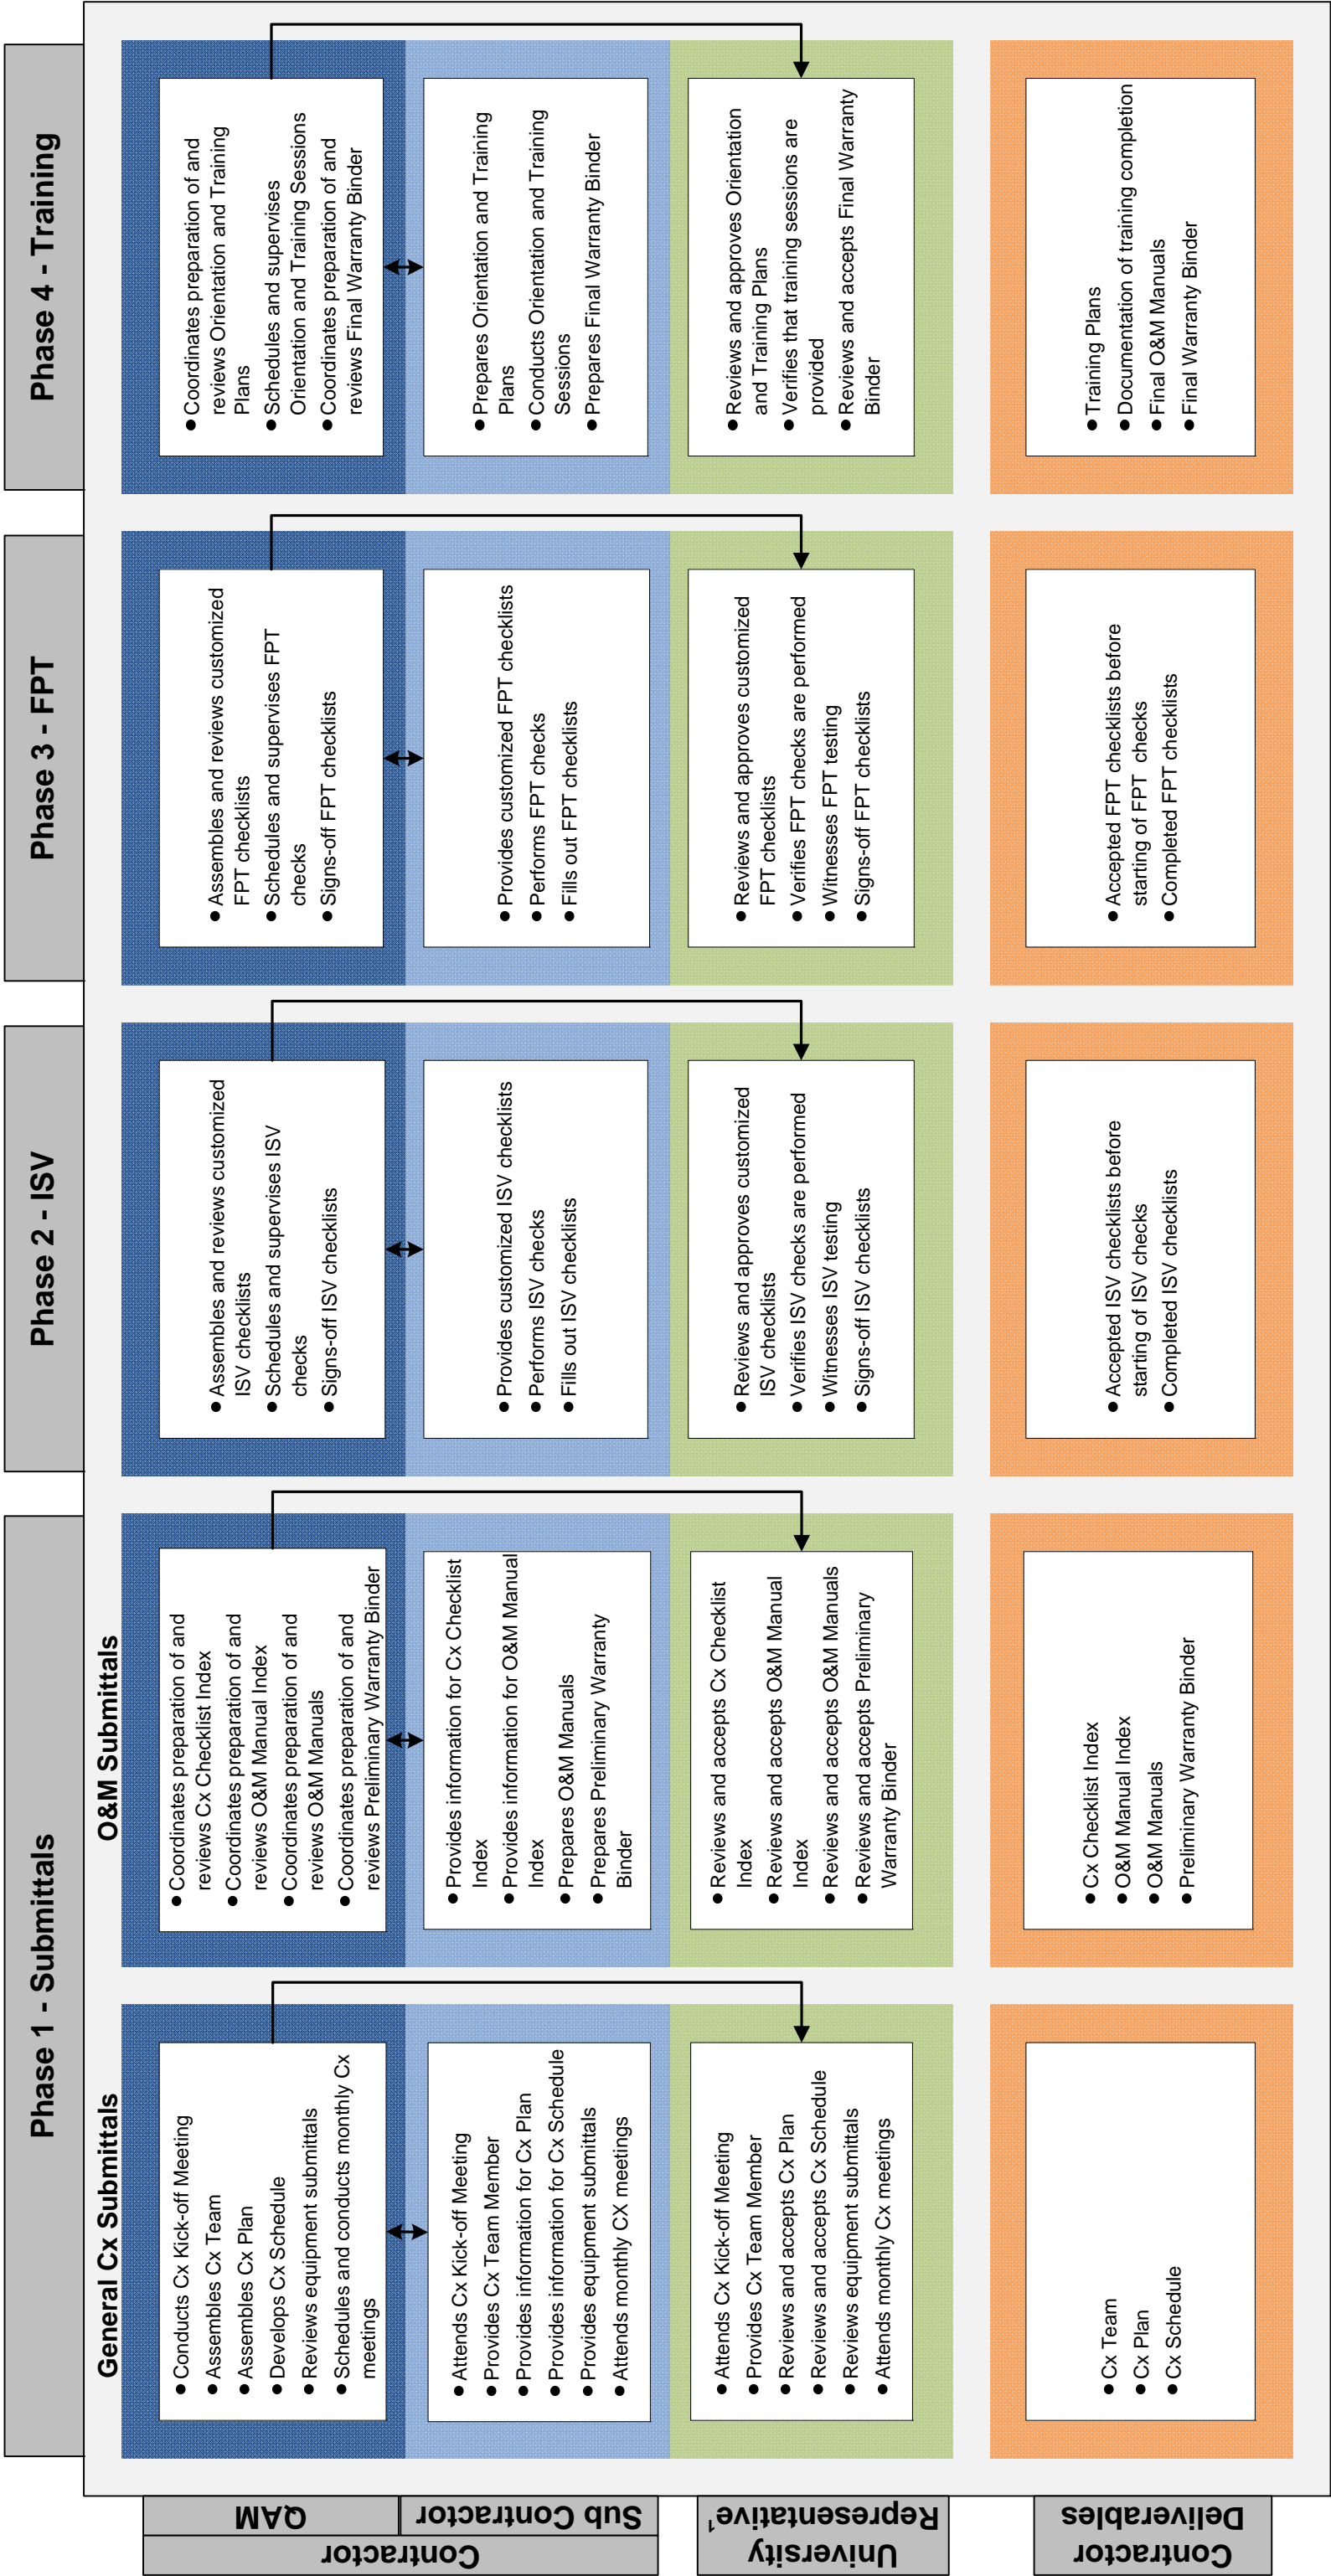 Phase 1 - Submittals
Phase 2 - ISV
Phase 3 - FPT
Phase 4 - Training
General Cx Submittals
O&M Submittals
Contractor
QAM
● Conducts Cx Kick-off Meeting
● Assembles Cx Team
● Assembles Cx Plan
● Develops Cx Schedule
● Reviews equipment submittals
● Schedules and conducts monthly Cx
meetings
● Coordinates preparation of and
reviews Cx Checklist Index
● Coordinates preparation of and
reviews O&M Manual Index
● Coordinates preparation of and
reviews O&M Manuals
● Coordinates preparation of and
reviews Preliminary Warranty Binder
● Assembles and reviews customized
ISV checklists
● Schedules and supervises ISV
checks
● Signs-off ISV checklists
● Assembles and reviews customized
FPT checklists
● Schedules and supervises FPT
checks
● Signs-off FPT checklists
● Coordinates preparation of and
reviews Orientation and Training
Plans
● Schedules and supervises
Orientation and Training Sessions
● Coordinates preparation of and
reviews Final Warranty Binder
Sub Contractor
● Attends Cx Kick-off Meeting
● Provides Cx Team Member
● Provides information for Cx Plan
● Provides information for Cx Schedule
● Provides equipment submittals
● Attends monthly CX meetings
● Provides information for Cx Checklist
Index
● Provides information for O&M Manual
Index
● Prepares O&M Manuals
● Prepares Preliminary Warranty
Binder
● Provides customized ISV checklists
● Performs ISV checks
● Fills out ISV checklists
● Provides customized FPT checklists
● Performs FPT checks
● Fills out FPT checklists
● Prepares Orientation and Training
Plans
● Conducts Orientation and Training
Sessions
● Prepares Final Warranty Binder
University
Representative¹
● Attends Cx Kick-off Meeting
● Provides Cx Team Member
● Reviews and accepts Cx Plan
● Reviews and accepts Cx Schedule
● Reviews equipment submittals
● Attends monthly Cx meetings
● Reviews and accepts Cx Checklist
Index
● Reviews and accepts O&M Manual
Index
● Reviews and accepts O&M Manuals
● Reviews and accepts Preliminary
Warranty Binder
● Reviews and approves customized
ISV checklists
● Verifies ISV checks are performed
● Witnesses ISV testing
● Signs-off ISV checklists
● Reviews and approves customized
FPT checklists
● Verifies FPT checks are performed
● Witnesses FPT testing
● Signs-off FPT checklists
● Reviews and approves Orientation
and Training Plans
● Verifies that training sessions are
provided
● Reviews and accepts Final Warranty
Binder
Contractor
Deliverables
● Cx Team
● Cx Plan
● Cx Schedule
● Cx Checklist Index
● O&M Manual Index
● O&M Manuals
● Preliminary Warranty Binder
● Accepted ISV checklists before
starting of ISV checks
● Completed ISV checklists
● Accepted FPT checklists before
starting of FPT checks
● Completed FPT checklists
● Training Plans
● Documentation of training completion
● Final O&M Manuals
● Final Warranty Binder